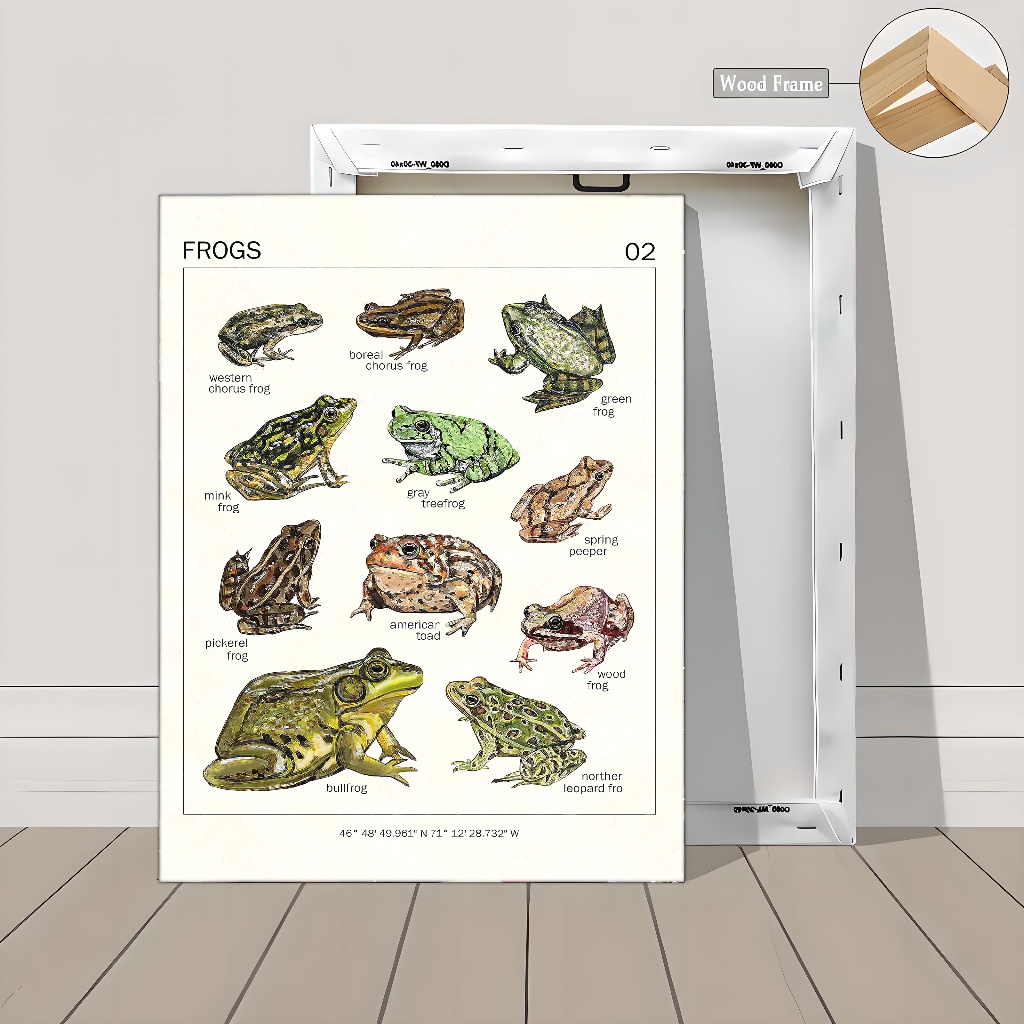 Wood Frame
FROGS
02
western
chorus frog
boreal
chorus frog
green
frog
mink
frog
gray
treefrog
spring
peeper
pickerel
frog
american
toad
wood
frog
bullfrog
norther
leopard fro
46° 48' 49.961" N 71° 12' 28.732" W